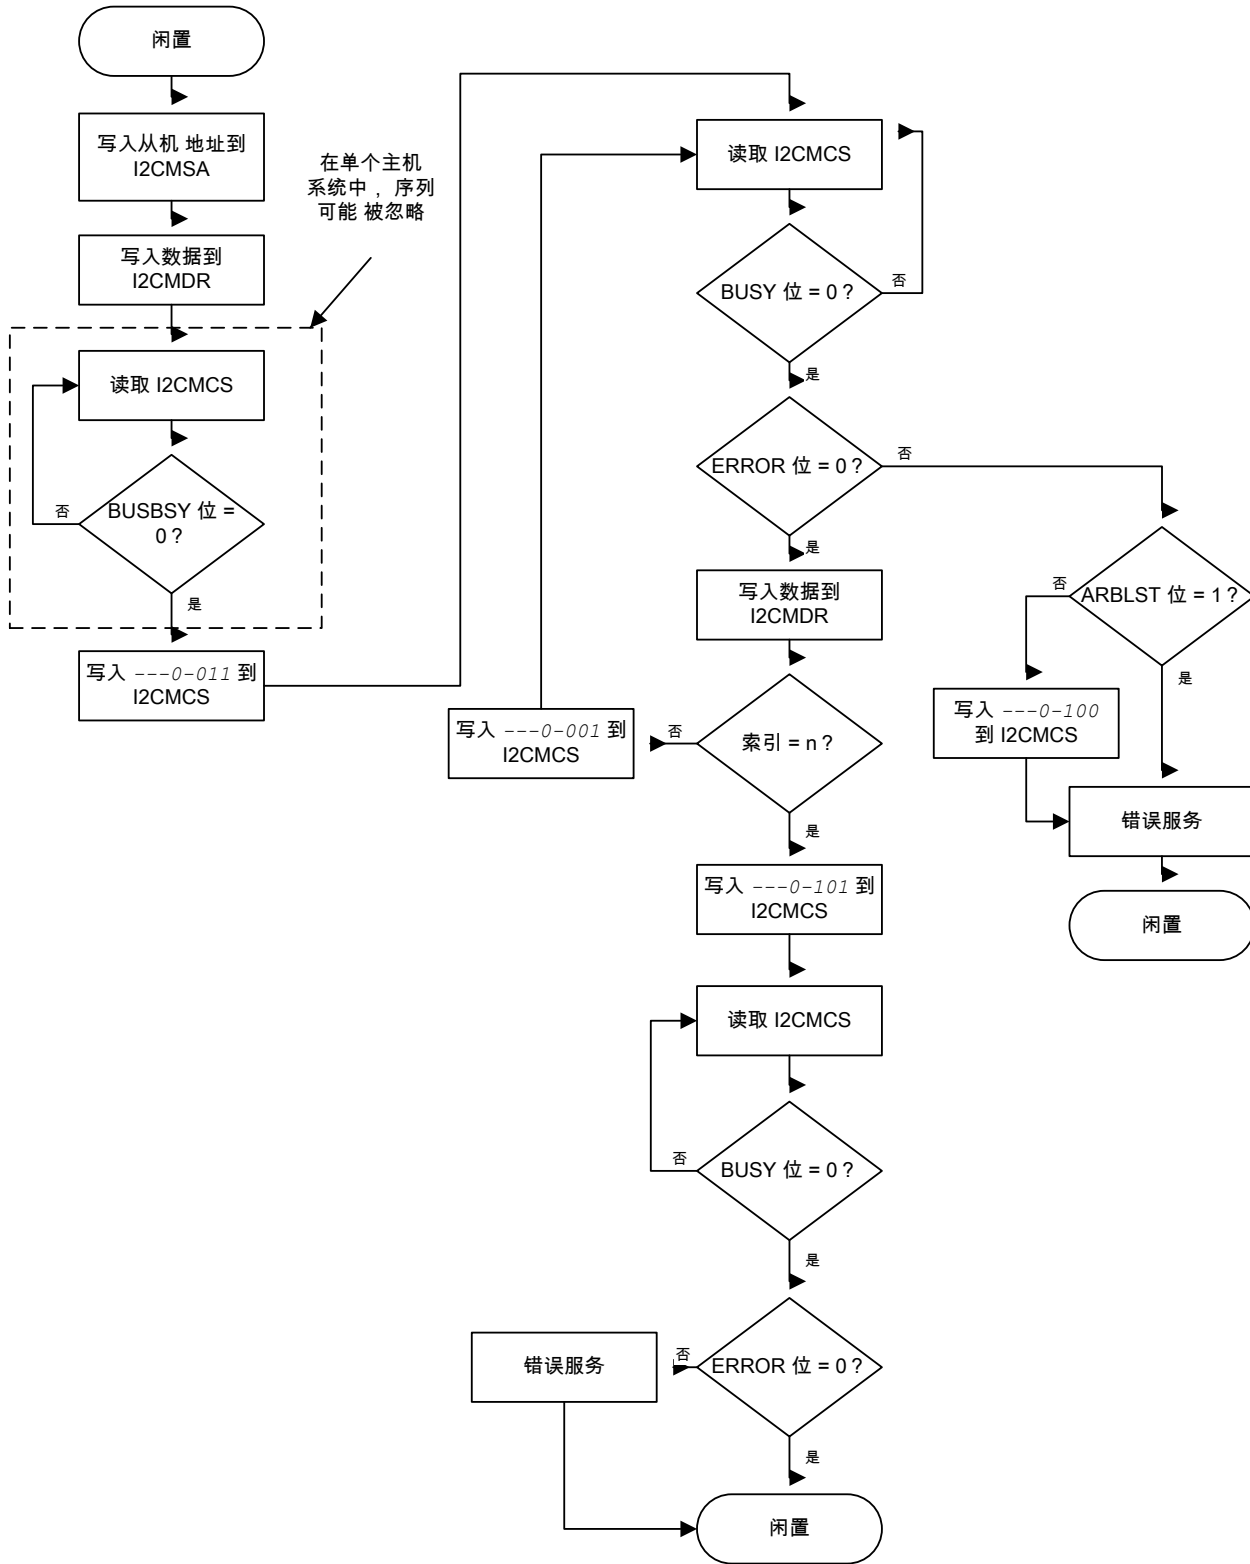 闲置
写入从机 地址到
I2CMSA
写入数据到
I2CMDR
在单个主机
系统中，序列
可能 被忽略
读取 I2CMCS
BUSBSY 位 =
0？
否
是
写入 ---0-011 到
I2CMCS
读取 I2CMCS
BUSY 位 = 0？
否
是
ERROR 位 = 0？
否
是
写入数据到
I2CMDR
索引 = n？
否
写入 ---0-001 到
I2CMCS
是
ARBLST 位 = 1？
否
是
写入 ---0-100
到 I2CMCS
错误服务
闲置
写入 ---0-101 到
I2CMCS
读取 I2CMCS
BUSY 位 = 0？
否
是
ERROR 位 = 0？
否
错误服务
是
闲置